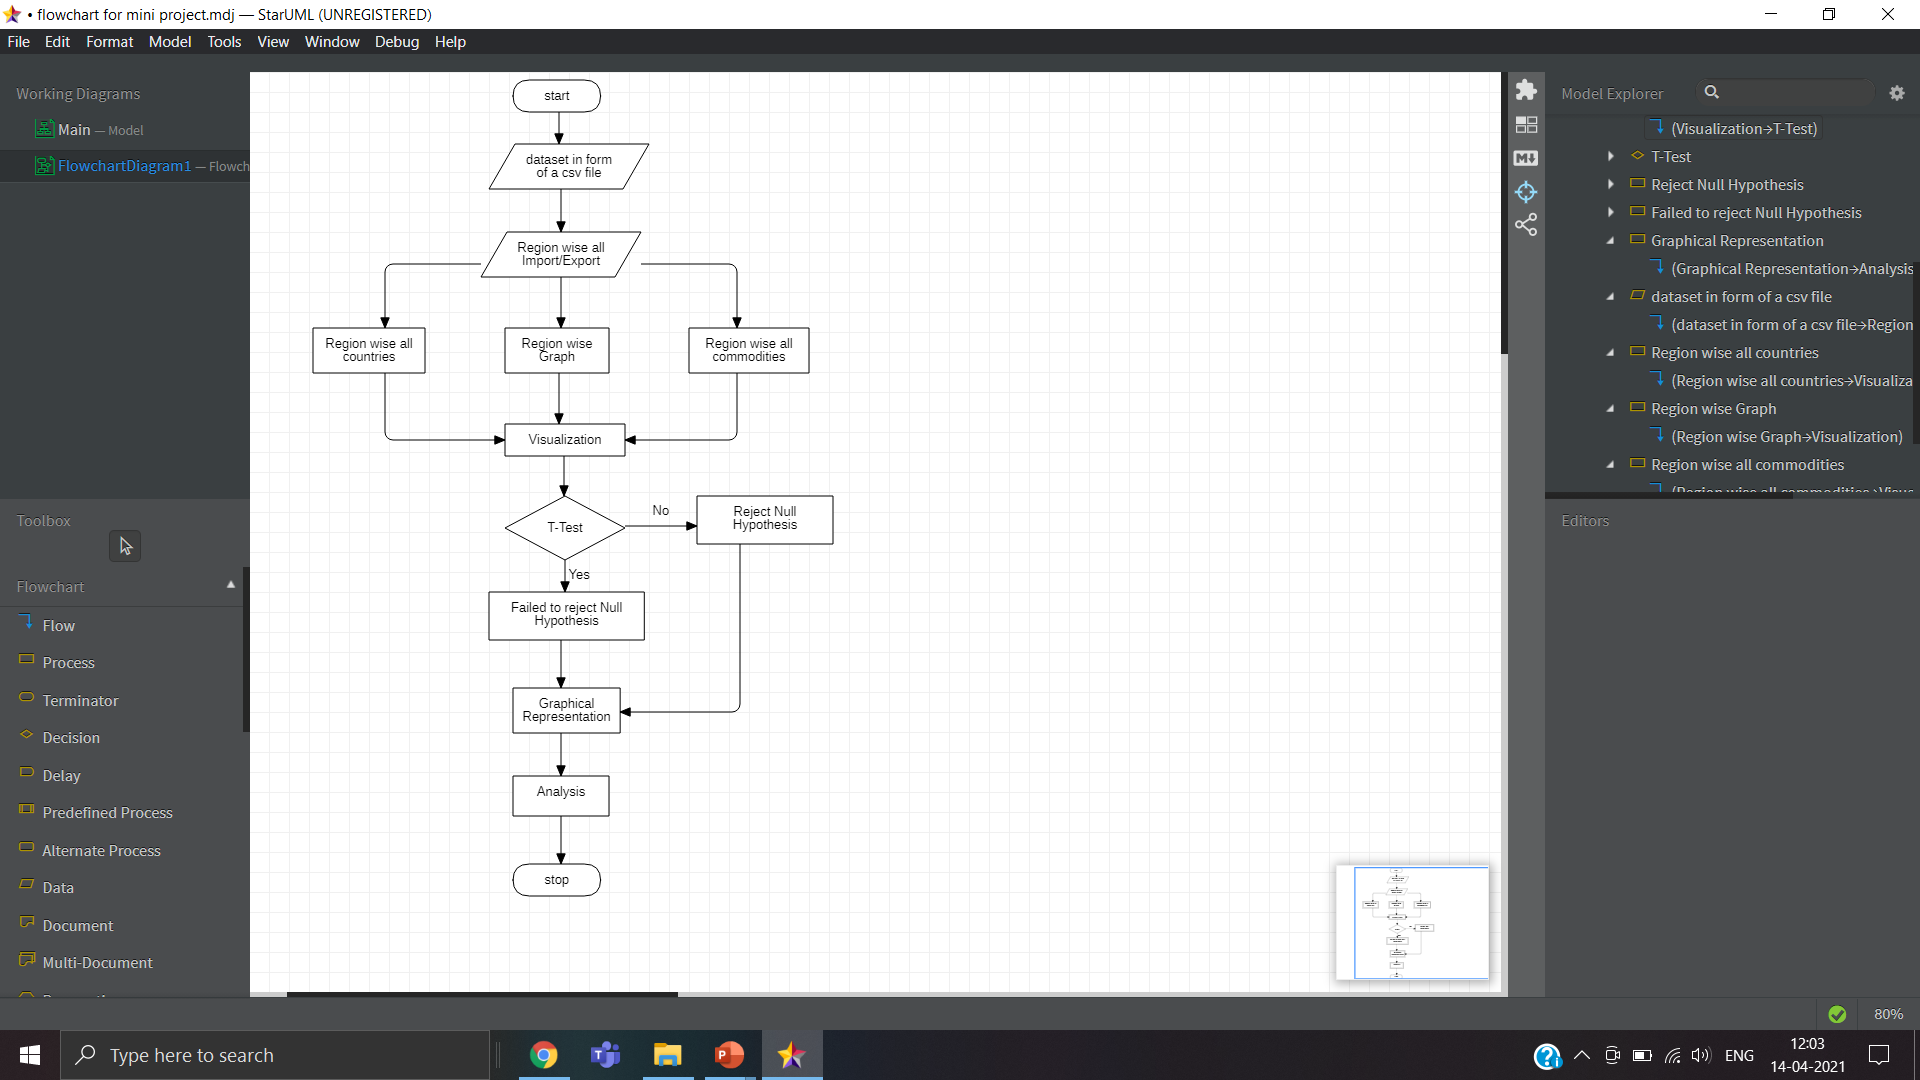 • flowchart for mini project.mdj — StarUML (UNREGISTERED)
File Edit Format Model Tools View Window Debug Help
Working Diagrams
Main — Model
FlowchartDiagram1 — Flowch
Toolbox
Flowchart
Flow
Process
Terminator
Decision
Delay
Predefined Process
Alternate Process
Data
Document
Multi-Document
start
dataset in form
of a csv file
Region wise all
Import/Export
Region wise all
countries
Region wise
Graph
Region wise all
commodities
Visualization
T-Test
No
Reject Null
Hypothesis
Yes
Failed to reject Null
Hypothesis
Graphical
Representation
Analysis
stop
Model Explorer
(Visualization→T-Test)
T-Test
Reject Null Hypothesis
Failed to reject Null Hypothesis
Graphical Representation
(Graphical Representation→Analysis
dataset in form of a csv file
(dataset in form of a csv file→Region
Region wise all countries
(Region wise all countries→Visualiza
Region wise Graph
(Region wise Graph→Visualization)
Region wise all commodities
Editors
80%
Type here to search
ENG
12:03
14-04-2021